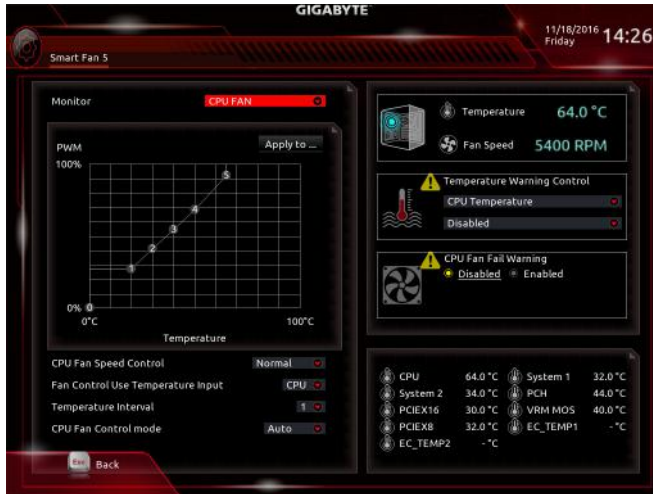 GIGABYTE™
11/18/2016 14:26
Friday
Smart Fan 5
Monitor CPU FAN
PWM Apply to ...
100%
5
4
3
2
1
0% 0
0°C 100°C
Temperature
CPU Fan Speed Control Normal
Fan Control Use Temperature Input CPU
Temperature Interval 1
CPU Fan Control mode Auto
Esc Back
Temperature 64.0 °C
Fan Speed 5400 RPM
Temperature Warning Control
CPU Temperature
Disabled
CPU Fan Fail Warning
Disabled Enabled
CPU 64.0 °C System 1 32.0 °C
System 2 34.0 °C PCH 44.0 °C
PCIEX16 30.0 °C VRM MOS 40.0 °C
PCIEX8 32.0 °C EC_TEMP1 - °C
EC_TEMP2 - °C